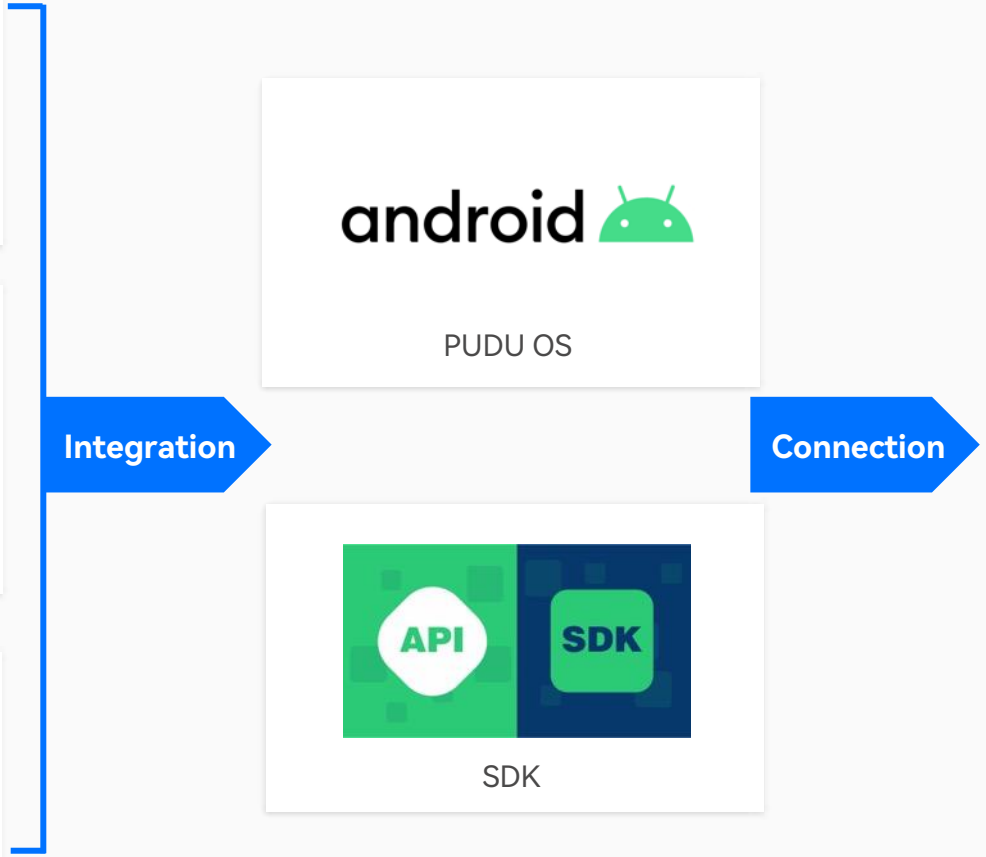 android
PUDU OS
Integration
Connection
API
SDK
SDK